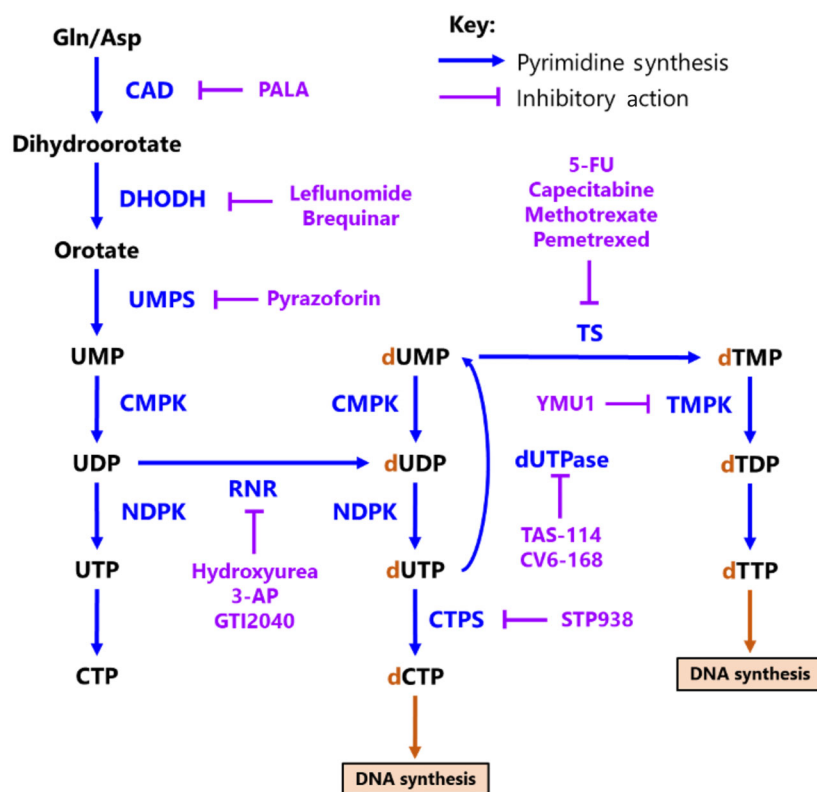 Key:
Gln/Asp
Pyrimidine synthesis
CAD
PALA
Inhibitory action
Dihydroorotate
5-FU
Capecitabine
Methotrexate
Pemetrexed
DHODH
Leflunomide
Brequinar
Orotate
UMPS
Pyrazoforin
TS
UMP
dUMP
dTMP
CMPK
CMPK
YMU1
TMPK
UDP
dUDP
dUTPase
dTDP
RNR
NDPK
NDPK
TAS-114
CV6-168
UTP
Hydroxyurea
3-AP
GTI2040
dUTP
dTTP
CTPS
STP938
CTP
dCTP
DNA synthesis
DNA synthesis